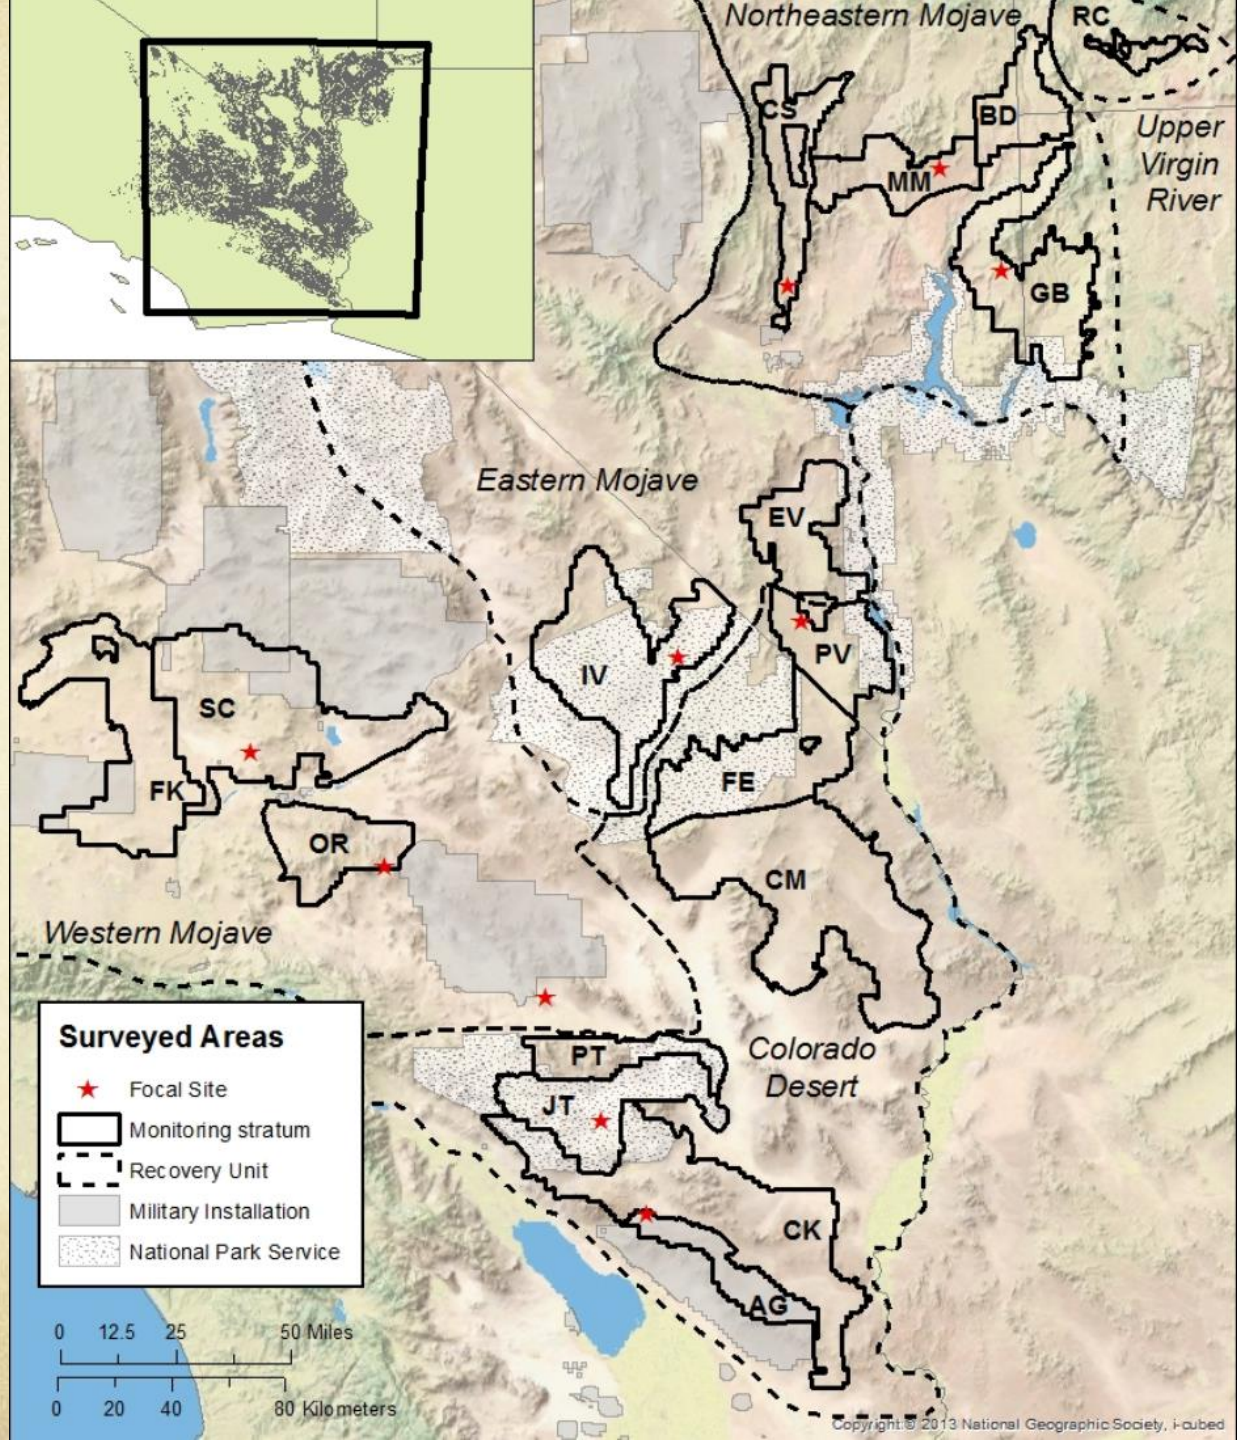 Northeastern Mojave
RC
CS
BD
Upper
Virgin
River
MM
GB
Eastern Mojave
EV
PV
IV
SC
FE
FK
OR
CM
Western Mojave
Colorado
Desert
PT
JT
CK
AG
Surveyed Areas
Focal Site
Monitoring stratum
Recovery Unit
Military Installation
National Park Service
0 12.5 25 50 Miles
0 20 40 80 Kilometers
Copyright:© 2013 National Geographic Society, i-cubed